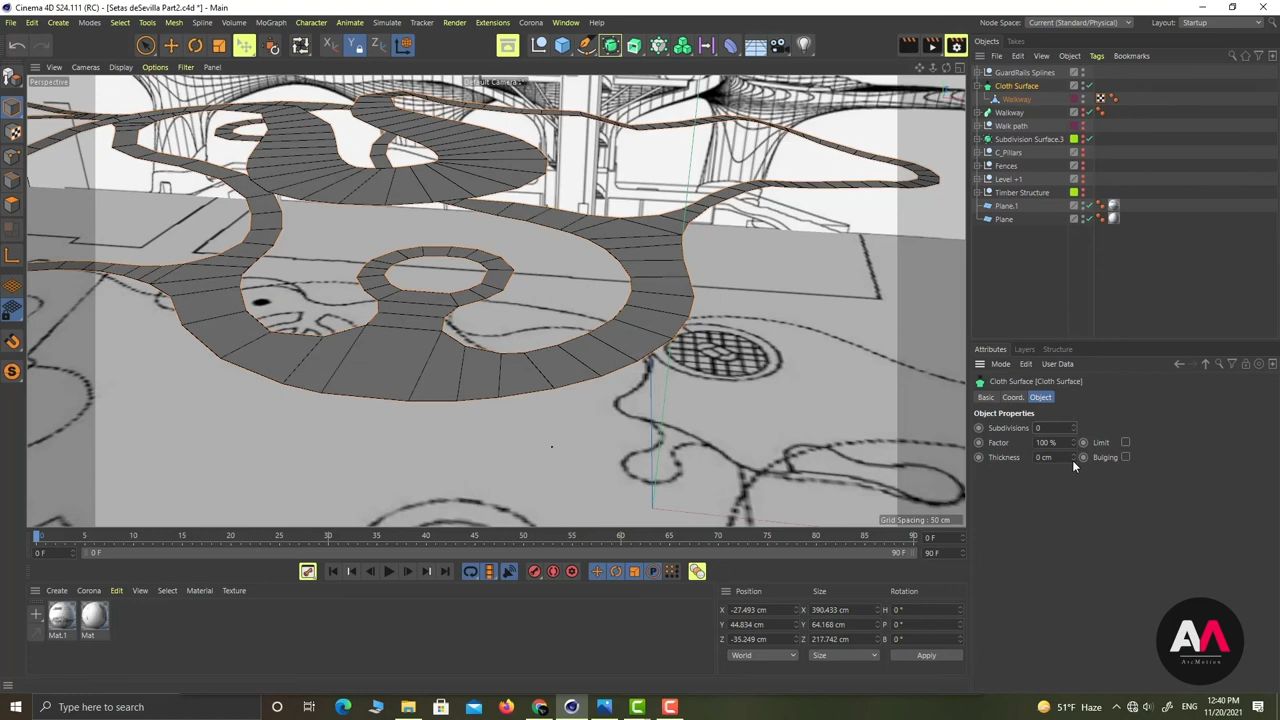 Cinema 4D S24.111 (RC) - [Setas deSevilla Part2.c4d *] - Main
File Edit Create Modes Select Tools Mesh Spline Volume MoGraph Character Animate Simulate Tracker Render Extensions Corona Window Help
Node Space: Current (Standard/Physical) Layout: Startup
Objects Takes
File Edit View Object Tags Bookmarks
View Cameras Display Options Filter Panel
Perspective
Default Camera
GuardRails Splines
Cloth Surface
Walkway
Walkway
Walk path
Subdivision Surface.3
C_Pillars
Fences
Level +1
Timber Structure
Plane.1
Plane
Attributes Layers Structure
Mode Edit User Data
Cloth Surface [Cloth Surface]
Basic Coord. Object
Object Properties
Subdivisions 0
Factor 100 % Limit
Thickness 0 cm Bulging
Grid Spacing : 50 cm
0 5 10 15 20 25 30 35 40 45 50 55 60 65 70 75 80 85 90
0 F
0 F 0 F 90 F 90 F
Create Corona Edit View Select Material Texture
Mat.1 Mat
Position Size Rotation
X -27.493 cm X 390.433 cm H 0 °
Y 44.834 cm Y 64.168 cm P 0 °
Z -35.249 cm Z 217.742 cm B 0 °
World Size Apply
AM
ArcMotion
Type here to search
51°F Haze
12:40 PM
11/20/2021